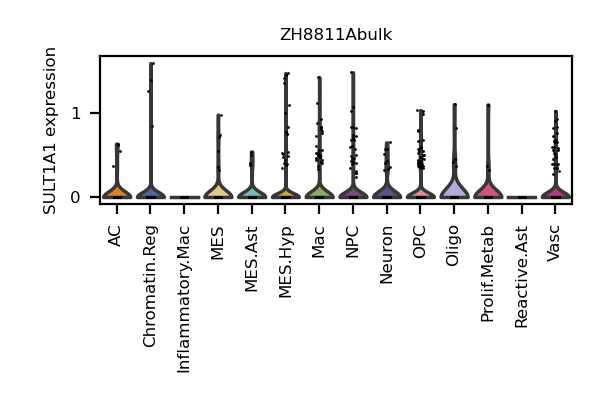 ZH8811Abulk
SULT1A1 expression
1
0
AC
Chromatin.Reg
Inflammatory.Mac
MES
MES.Ast
MES.Hyp
Mac
NPC
Neuron
OPC
Oligo
Prolif.Metab
Reactive.Ast
Vasc